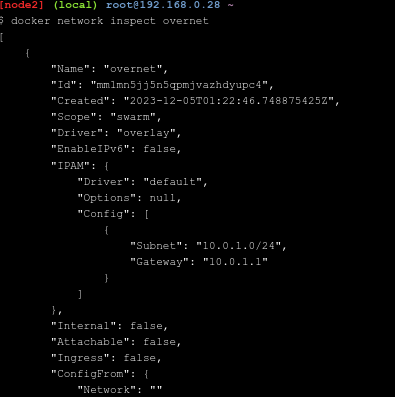 [node2] (local) root@192.168.0.28 ~
$ docker network inspect overnet
[
{
"Name": "overnet",
"Id": "mmlmn5jj5n5qpmjvazhdyupc4",
"Created": "2023-12-05T01:22:46.748875425Z",
"Scope": "swarm",
"Driver": "overlay",
"EnableIPv6": false,
"IPAM": {
"Driver": "default",
"Options": null,
"Config": [
{
"Subnet": "10.0.1.0/24",
"Gateway": "10.0.1.1"
}
]
},
"Internal": false,
"Attachable": false,
"Ingress": false,
"ConfigFrom": {
"Network": ""